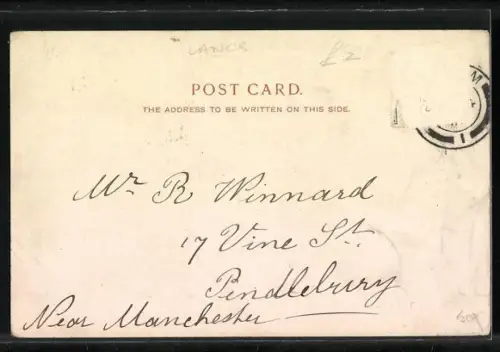 LANCS £2
POST CARD.
THE ADDRESS TO BE WRITTEN ON THIS SIDE.
Mr R Winnard
17 Vine St.
Pendlebury
Near Manchester